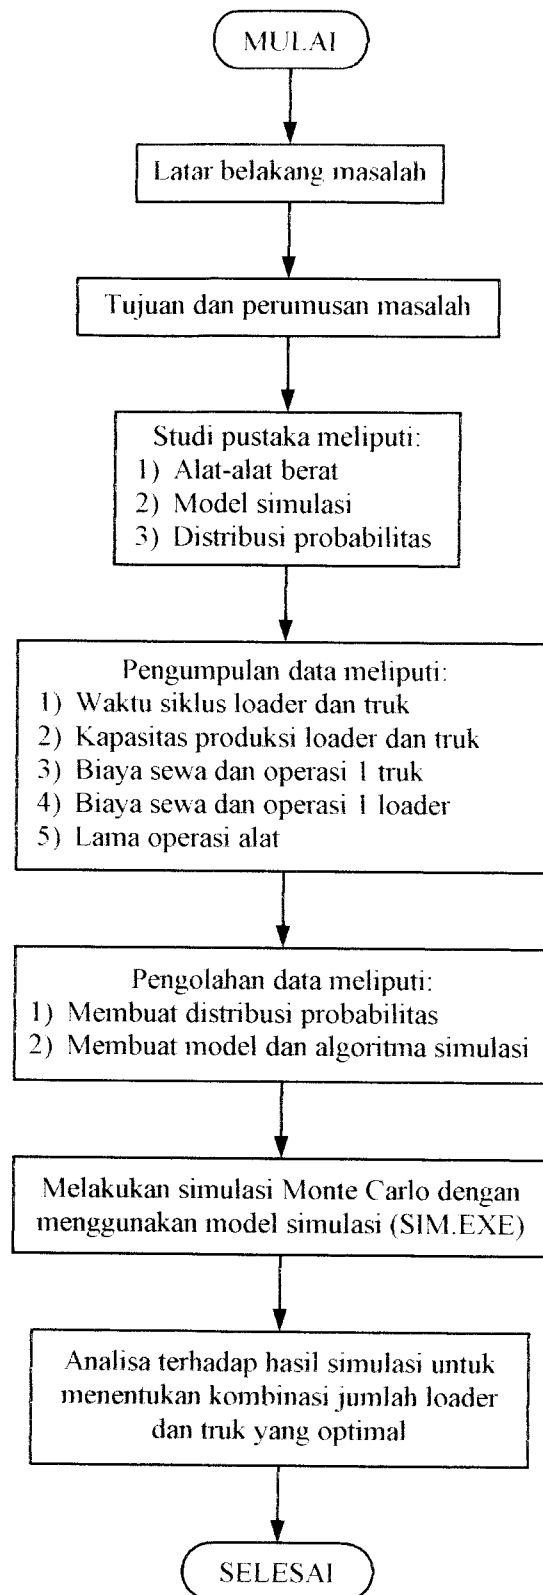 MULAI
Latar belakang masalah
Tujuan dan perumusan masalah
Studi pustaka meliputi:
1) Alat-alat berat
2) Model simulasi
3) Distribusi probabilitas
Pengumpulan data meliputi:
1) Waktu siklus loader dan truk
2) Kapasitas produksi loader dan truk
3) Biaya sewa dan operasi 1 truk
4) Biaya sewa dan operasi 1 loader
5) Lama operasi alat
Pengolahan data meliputi:
1) Membuat distribusi probabilitas
2) Membuat model dan algoritma simulasi
Melakukan simulasi Monte Carlo dengan
menggunakan model simulasi (SIM.EXE)
Analisa terhadap hasil simulasi untuk
menentukan kombinasi jumlah loader
dan truk yang optimal
SELESAI